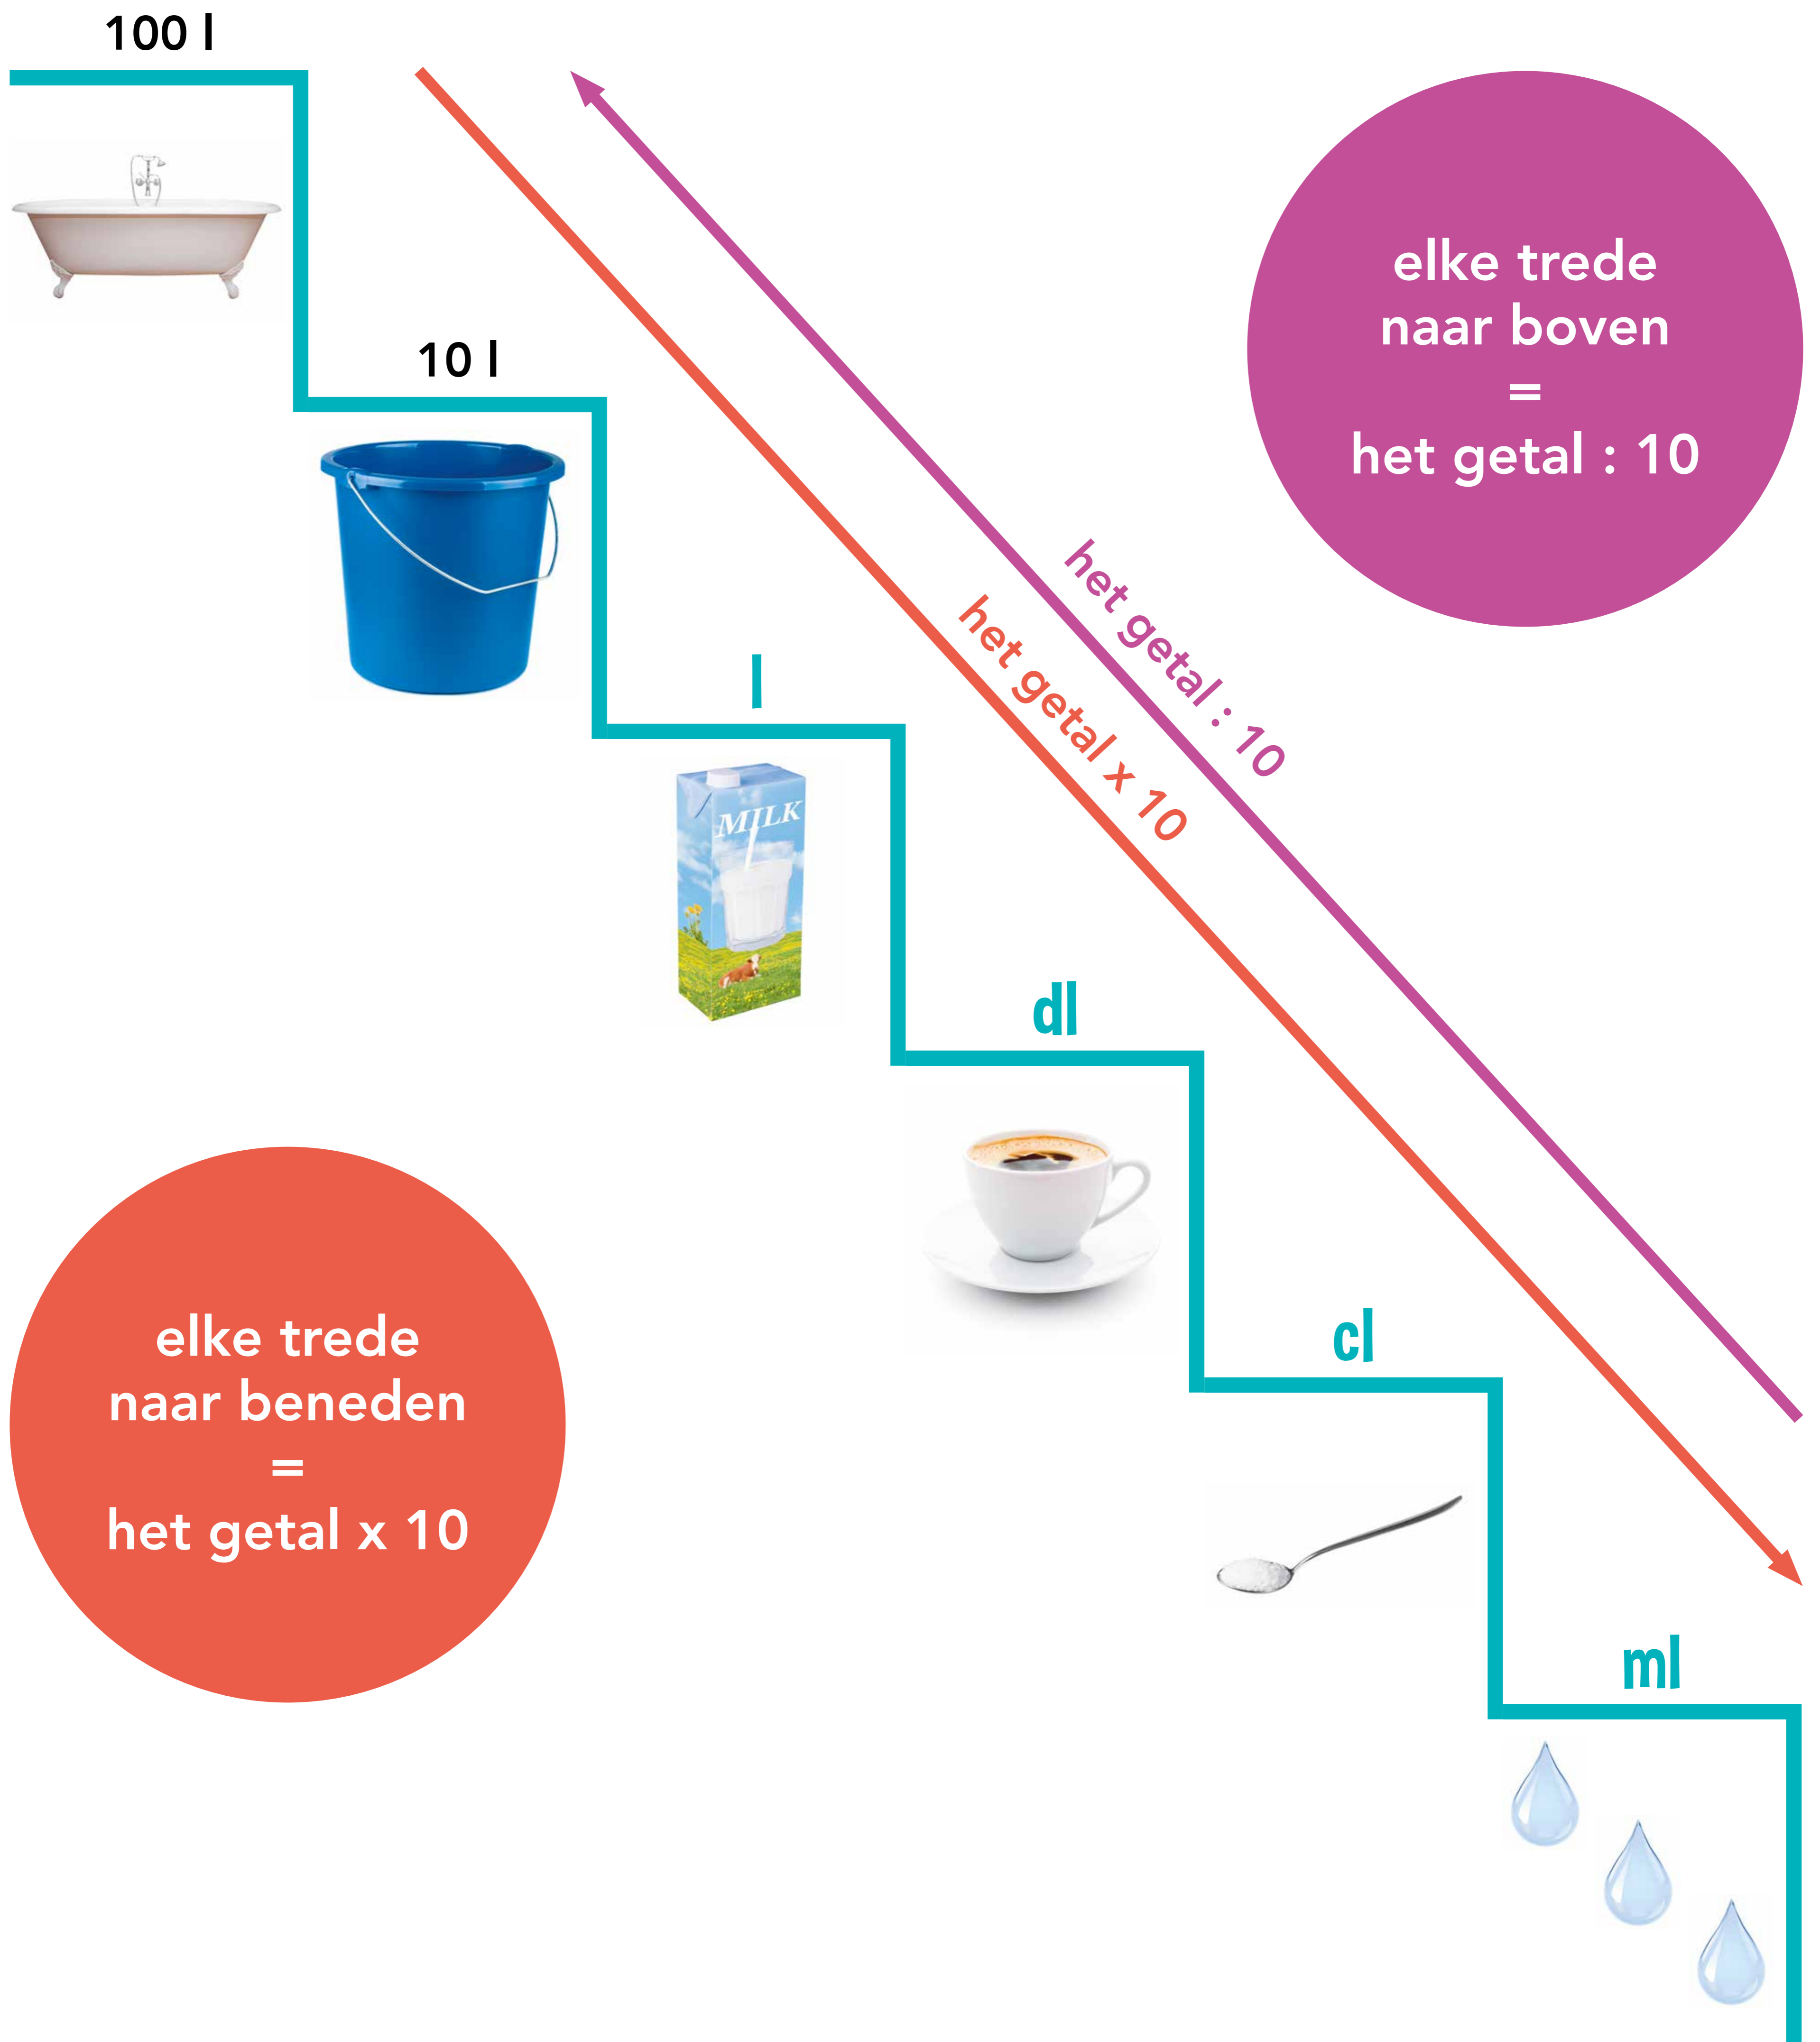 100 l
10 l
elke trede
naar boven
=
het getal : 10
het getal : 10
het getal x 10
l
MILK
dl
cl
elke trede
naar beneden
=
het getal x 10
ml